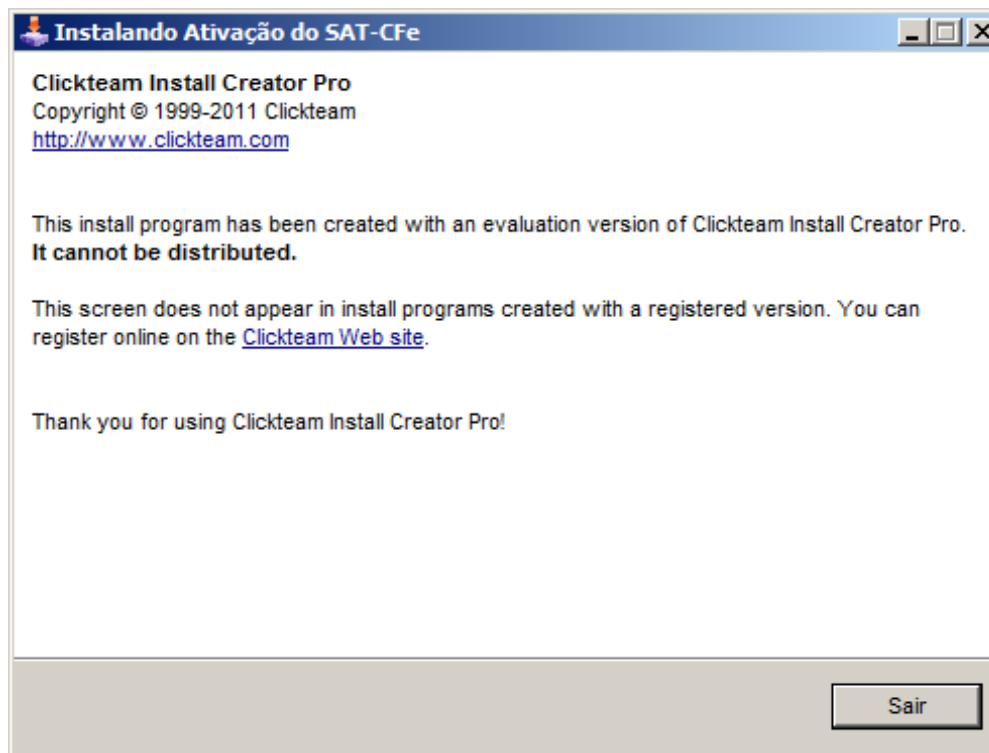 Instalando Ativação do SAT-CFe
Clickteam Install Creator Pro
Copyright © 1999-2011 Clickteam
http://www.clickteam.com
This install program has been created with an evaluation version of Clickteam Install Creator Pro.
It cannot be distributed.
This screen does not appear in install programs created with a registered version. You can
register online on the Clickteam Web site.
Thank you for using Clickteam Install Creator Pro!
Sair